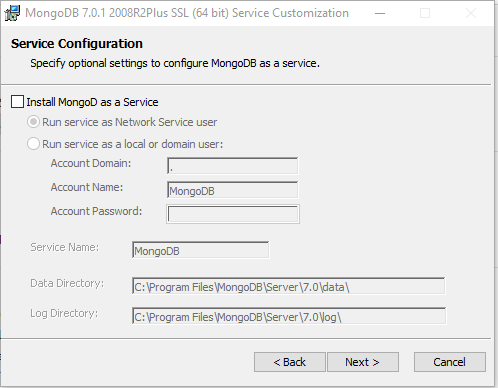 MongoDB 7.0.1 2008R2Plus SSL (64 bit) Service Customization
Service Configuration
Specify optional settings to configure MongoDB as a service.
Install MongoD as a Service
Run service as Network Service user
Run service as a local or domain user:
Account Domain: .
Account Name: MongoDB
Account Password:
Service Name: MongoDB
Data Directory: C:\Program Files\MongoDB\Server\7.0\data\
Log Directory: C:\Program Files\MongoDB\Server\7.0\log\
< Back Next > Cancel